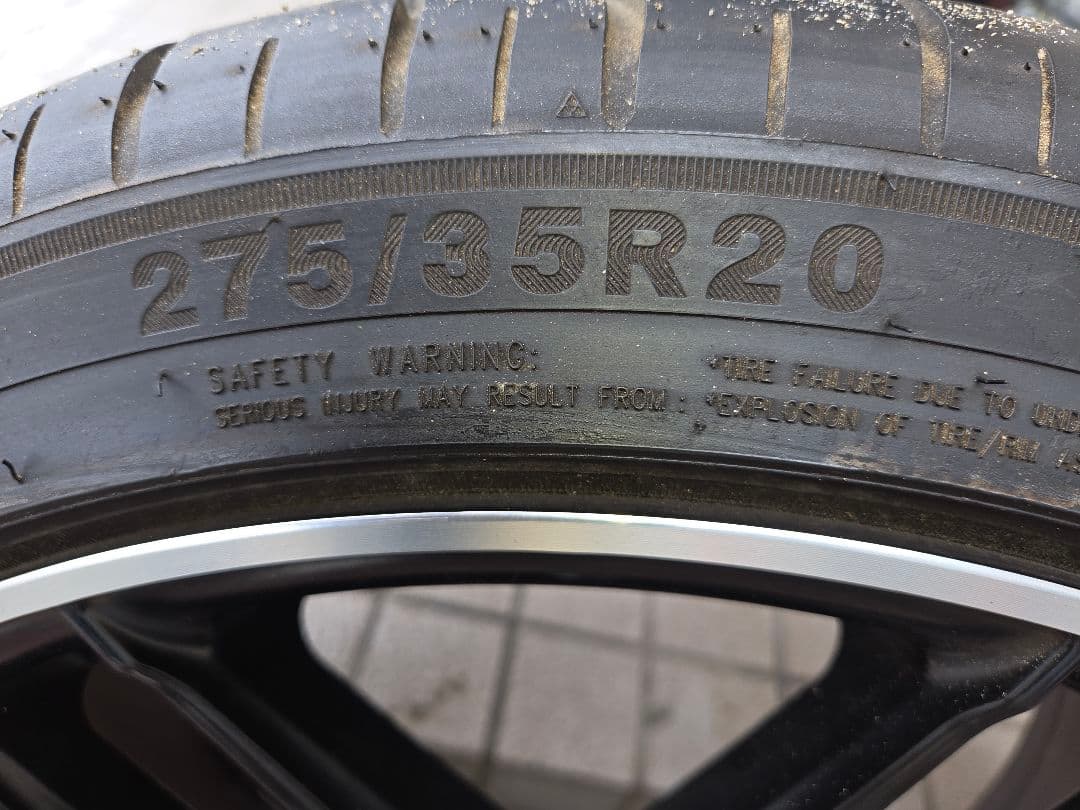 275/35R20
SAFETY WARNING:
SERIOUS INJURY MAY RESULT FROM :
•TIRE FAILURE DUE TO
•EXPLOSION OF TIRE/RIM